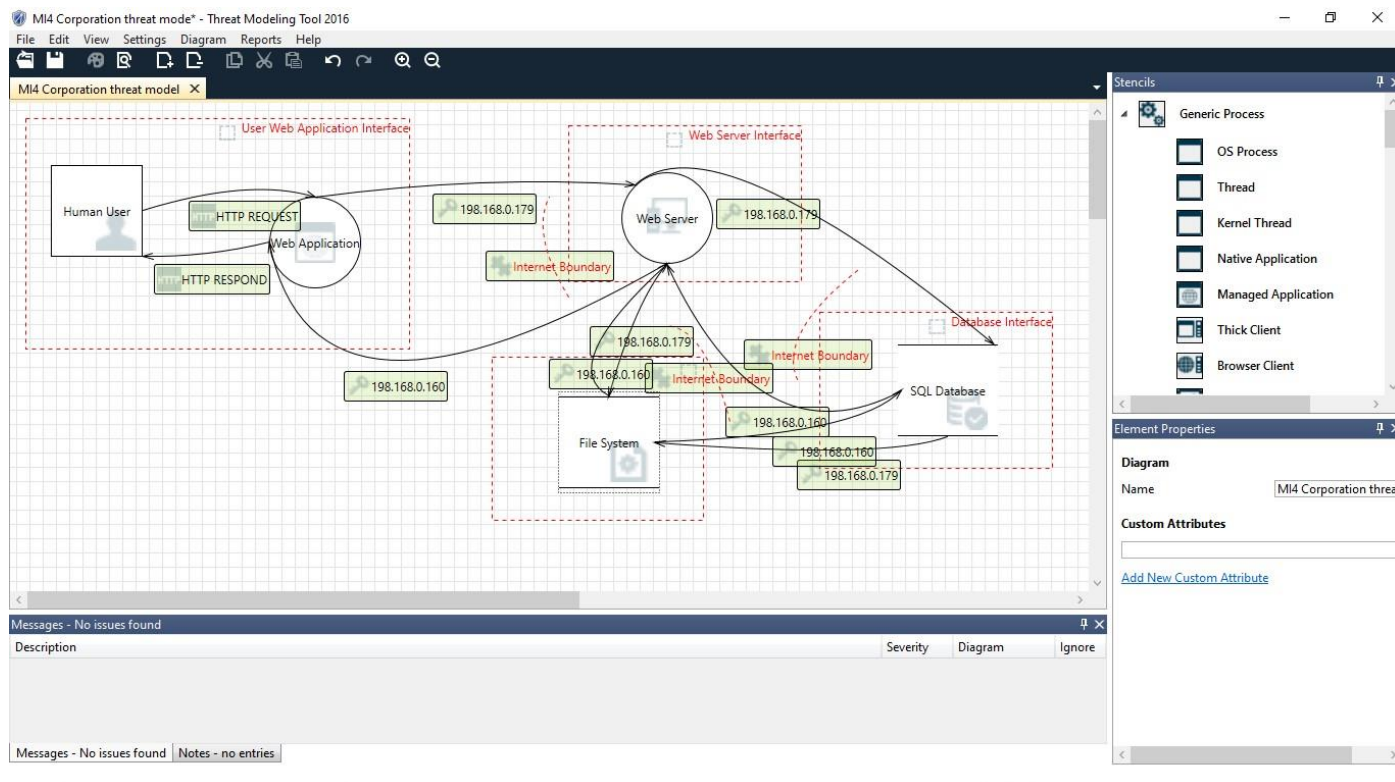 MI4 Corporation threat mode* - Threat Modeling Tool 2016
File Edit View Settings Diagram Reports Help
MI4 Corporation threat model
User Web Application Interface
Human User
HTTP REQUEST
Web Application
HTTP RESPOND
198.168.0.179
Internet Boundary
198.168.0.160
Web Server Interface
Web Server
198.168.0.179
198.168.0.179
198.168.0.160
Internet Boundary
Internet Boundary
Database Interface
SQL Database
File System
198.168.0.160
198.168.0.160
198.168.0.179
Stencils
Generic Process
OS Process
Thread
Kernel Thread
Native Application
Managed Application
Thick Client
Browser Client
Element Properties
Diagram
Name MI4 Corporation threa
Custom Attributes
Add New Custom Attribute
Messages - No issues found
Description Severity Diagram Ignore
Messages - No issues found Notes - no entries